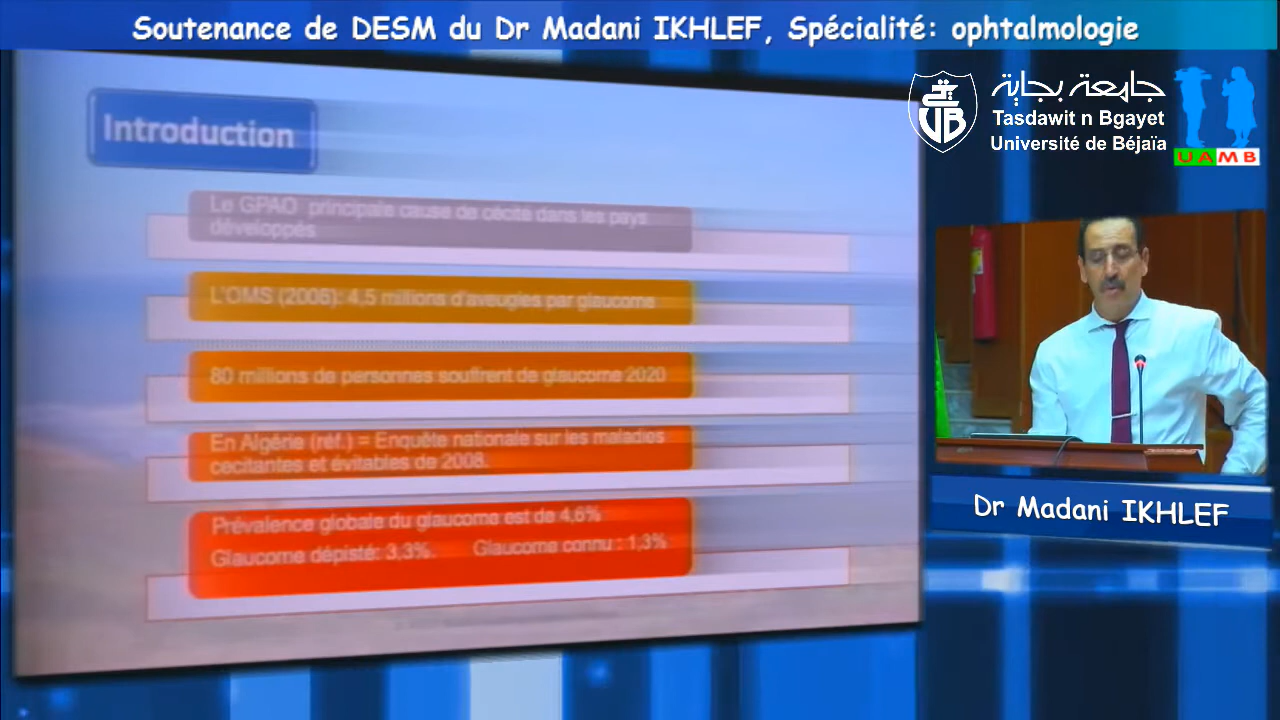 Soutenance de DESM du Dr Madani IKHLEF, Spécialité: ophtalmologie
جامعة بجاية
Tasdawit n Bgayet
Université de Béjaïa
UB
UAMB
Introduction
Le GPAO principale cause de cécité dans les pays
développés
L'OMS (2006): 4,5 millions d'aveugles par glaucome
80 millions de personnes souffrent de glaucome 2020
En Algérie (réf.) = Enquête nationale sur les maladies
cecitantes et évitables de 2008.
Prévalence globale du glaucome est de 4,6%
Glaucome dépisté: 3,3%. Glaucome connu : 1,3%
Dr Madani IKHLEF